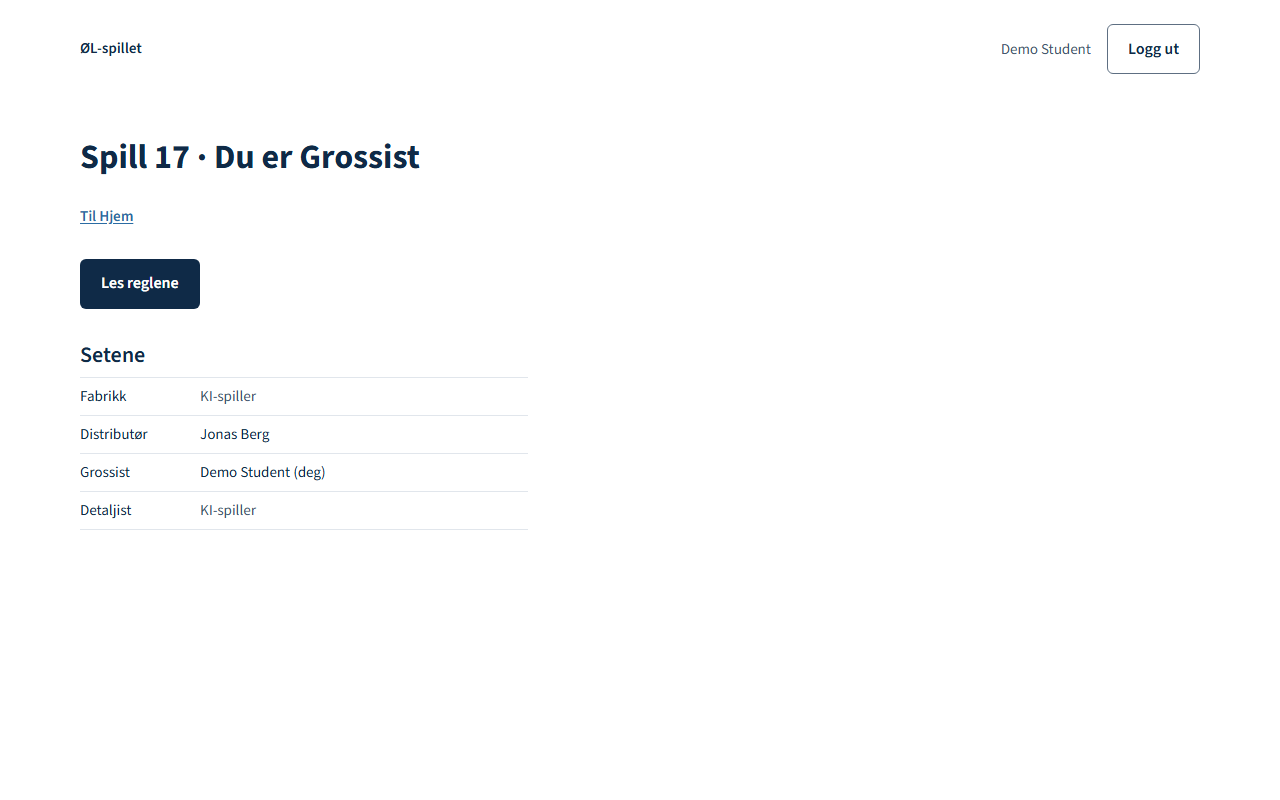 ØL-spillet
Demo Student
Logg ut
Spill 17 · Du er Grossist
Til Hjem
Les reglene
Setene
Fabrikk KI-spiller
Distributør Jonas Berg
Grossist Demo Student (deg)
Detaljist KI-spiller